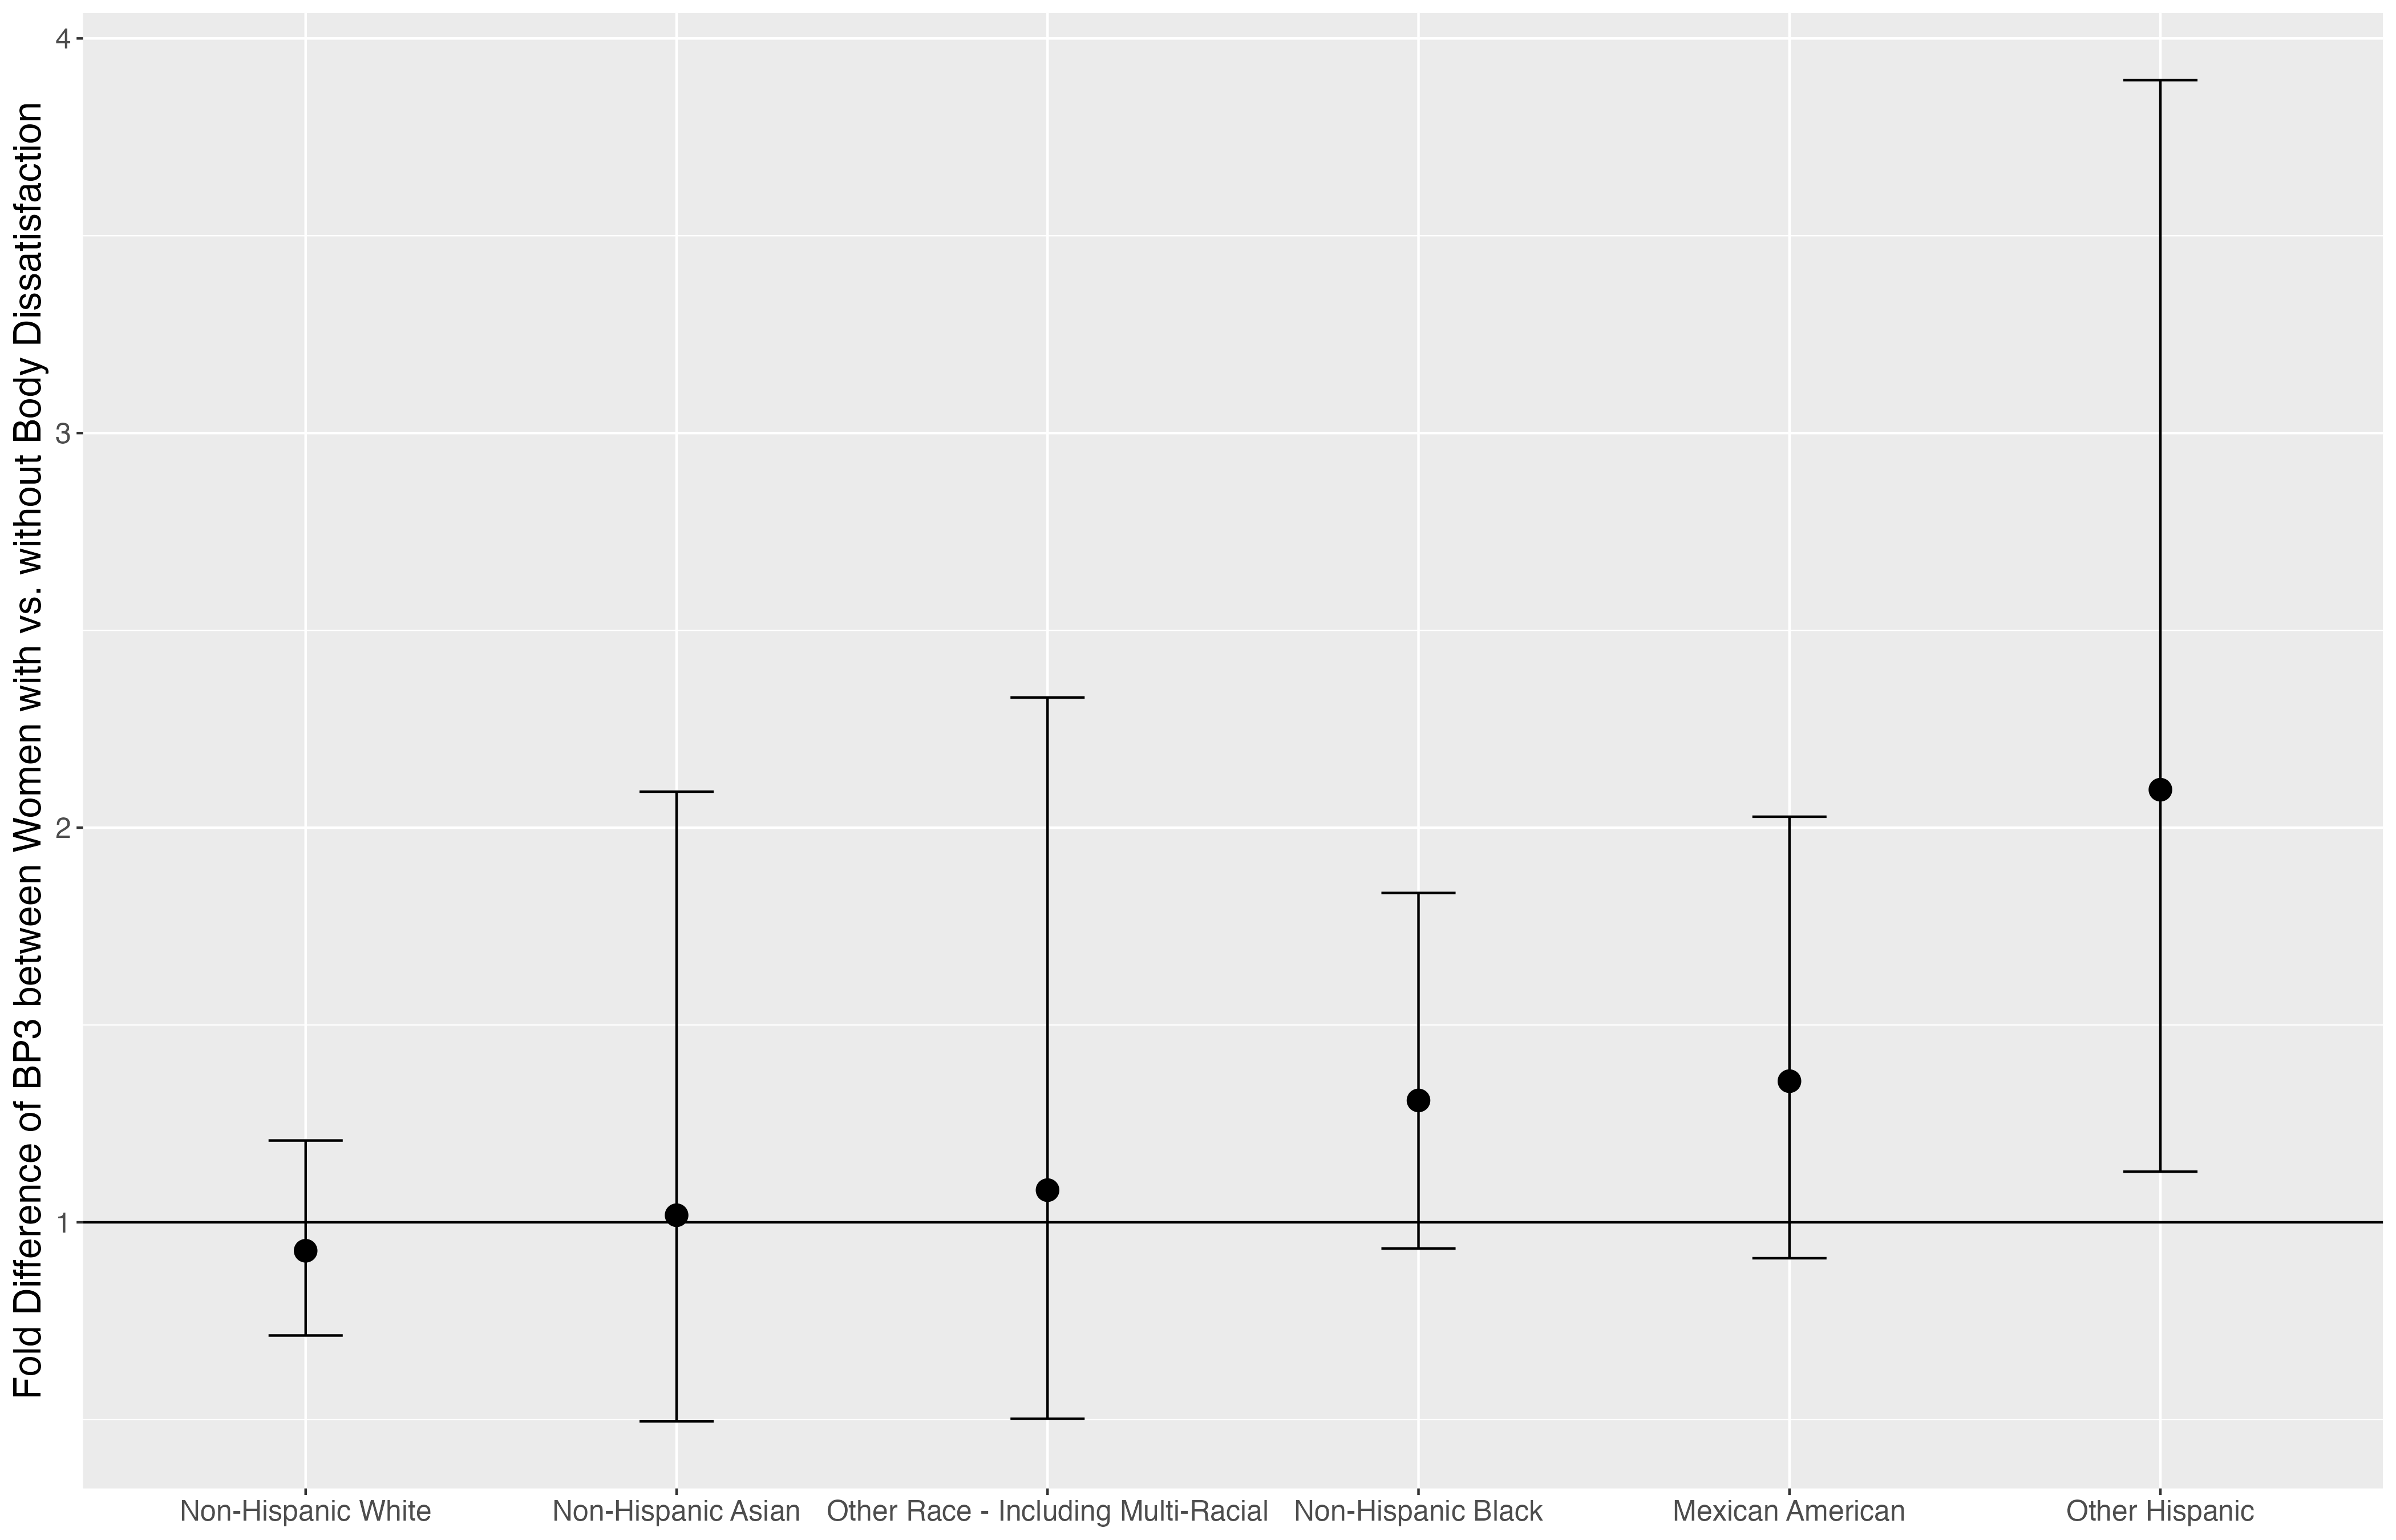 Fold Difference of BP3 between Women with vs. without Body Dissatisfaction
4
3
2
1
Non-Hispanic White
Non-Hispanic Asian
Other Race - Including Multi-Racial
Non-Hispanic Black
Mexican American
Other Hispanic